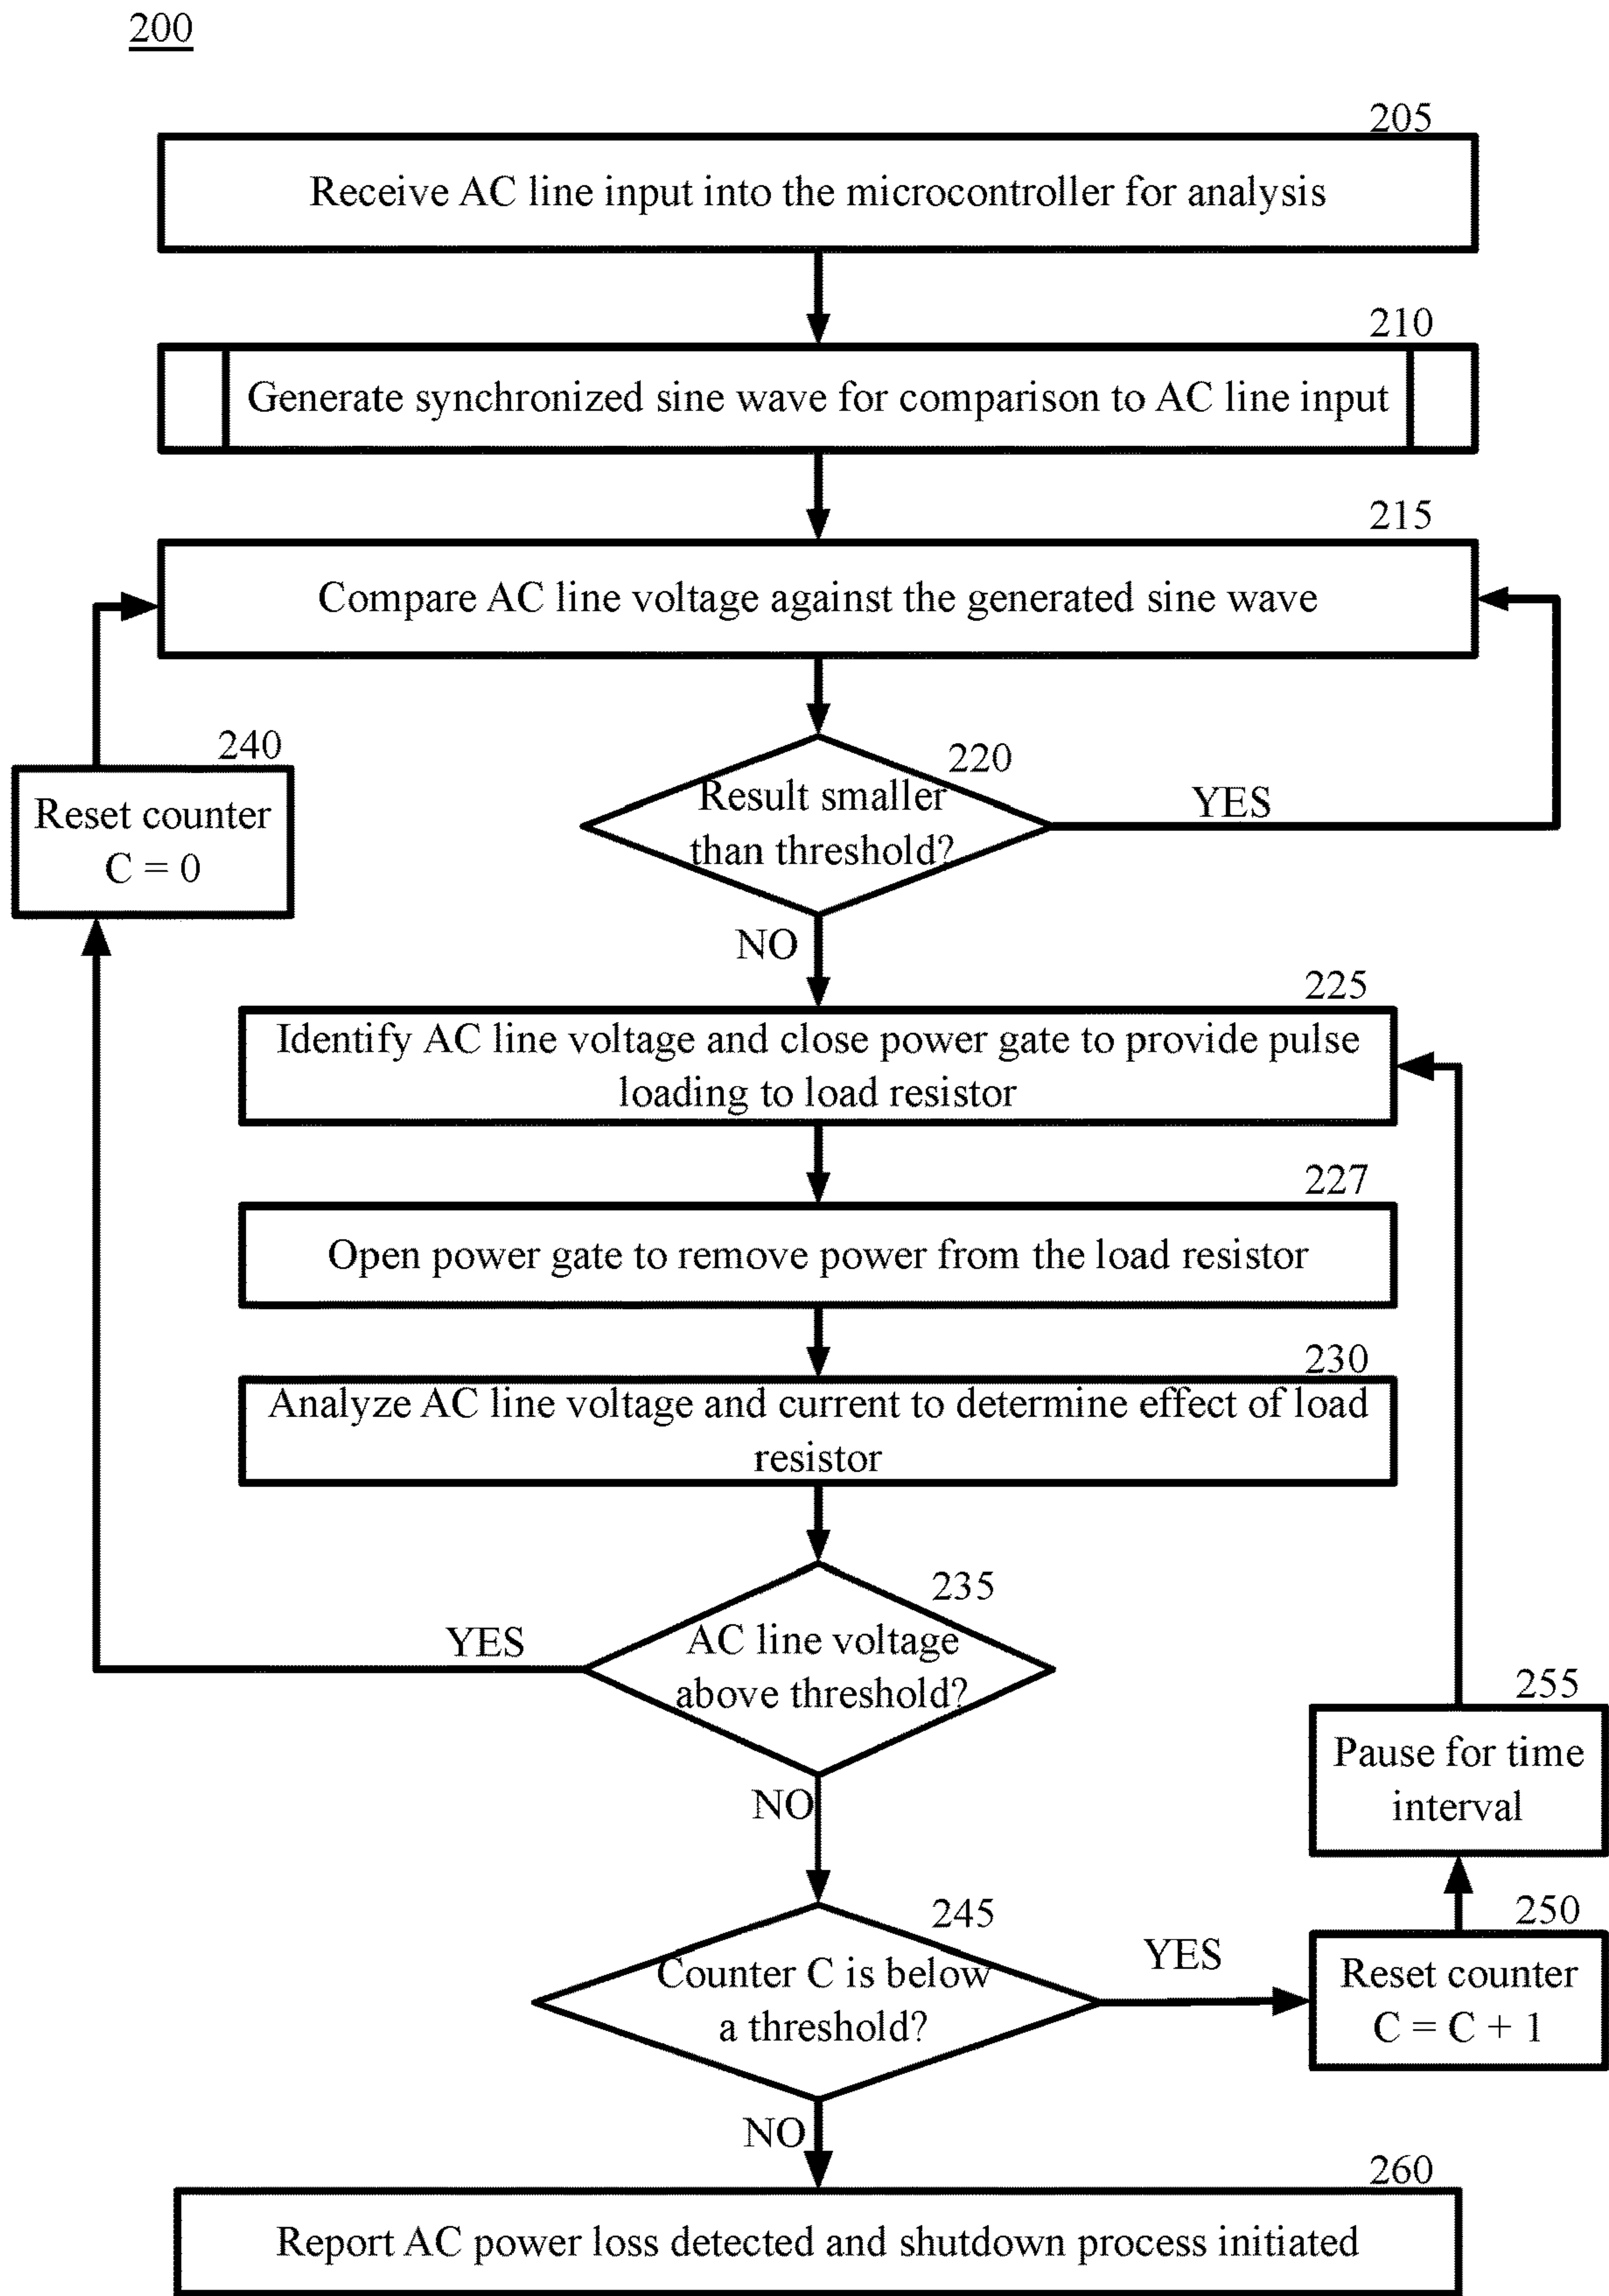 200
205
Receive AC line input into the microcontroller for analysis
210
Generate synchronized sine wave for comparison to AC line input
215
Compare AC line voltage against the generated sine wave
240
Reset counter
C = 0
220
Result smaller
than threshold?
YES
NO
225
Identify AC line voltage and close power gate to provide pulse
loading to load resistor
227
Open power gate to remove power from the load resistor
230
Analyze AC line voltage and current to determine effect of load
resistor
235
AC line voltage
above threshold?
YES
NO
255
Pause for time
interval
245
Counter C is below
a threshold?
YES
250
Reset counter
C = C + 1
NO
260
Report AC power loss detected and shutdown process initiated